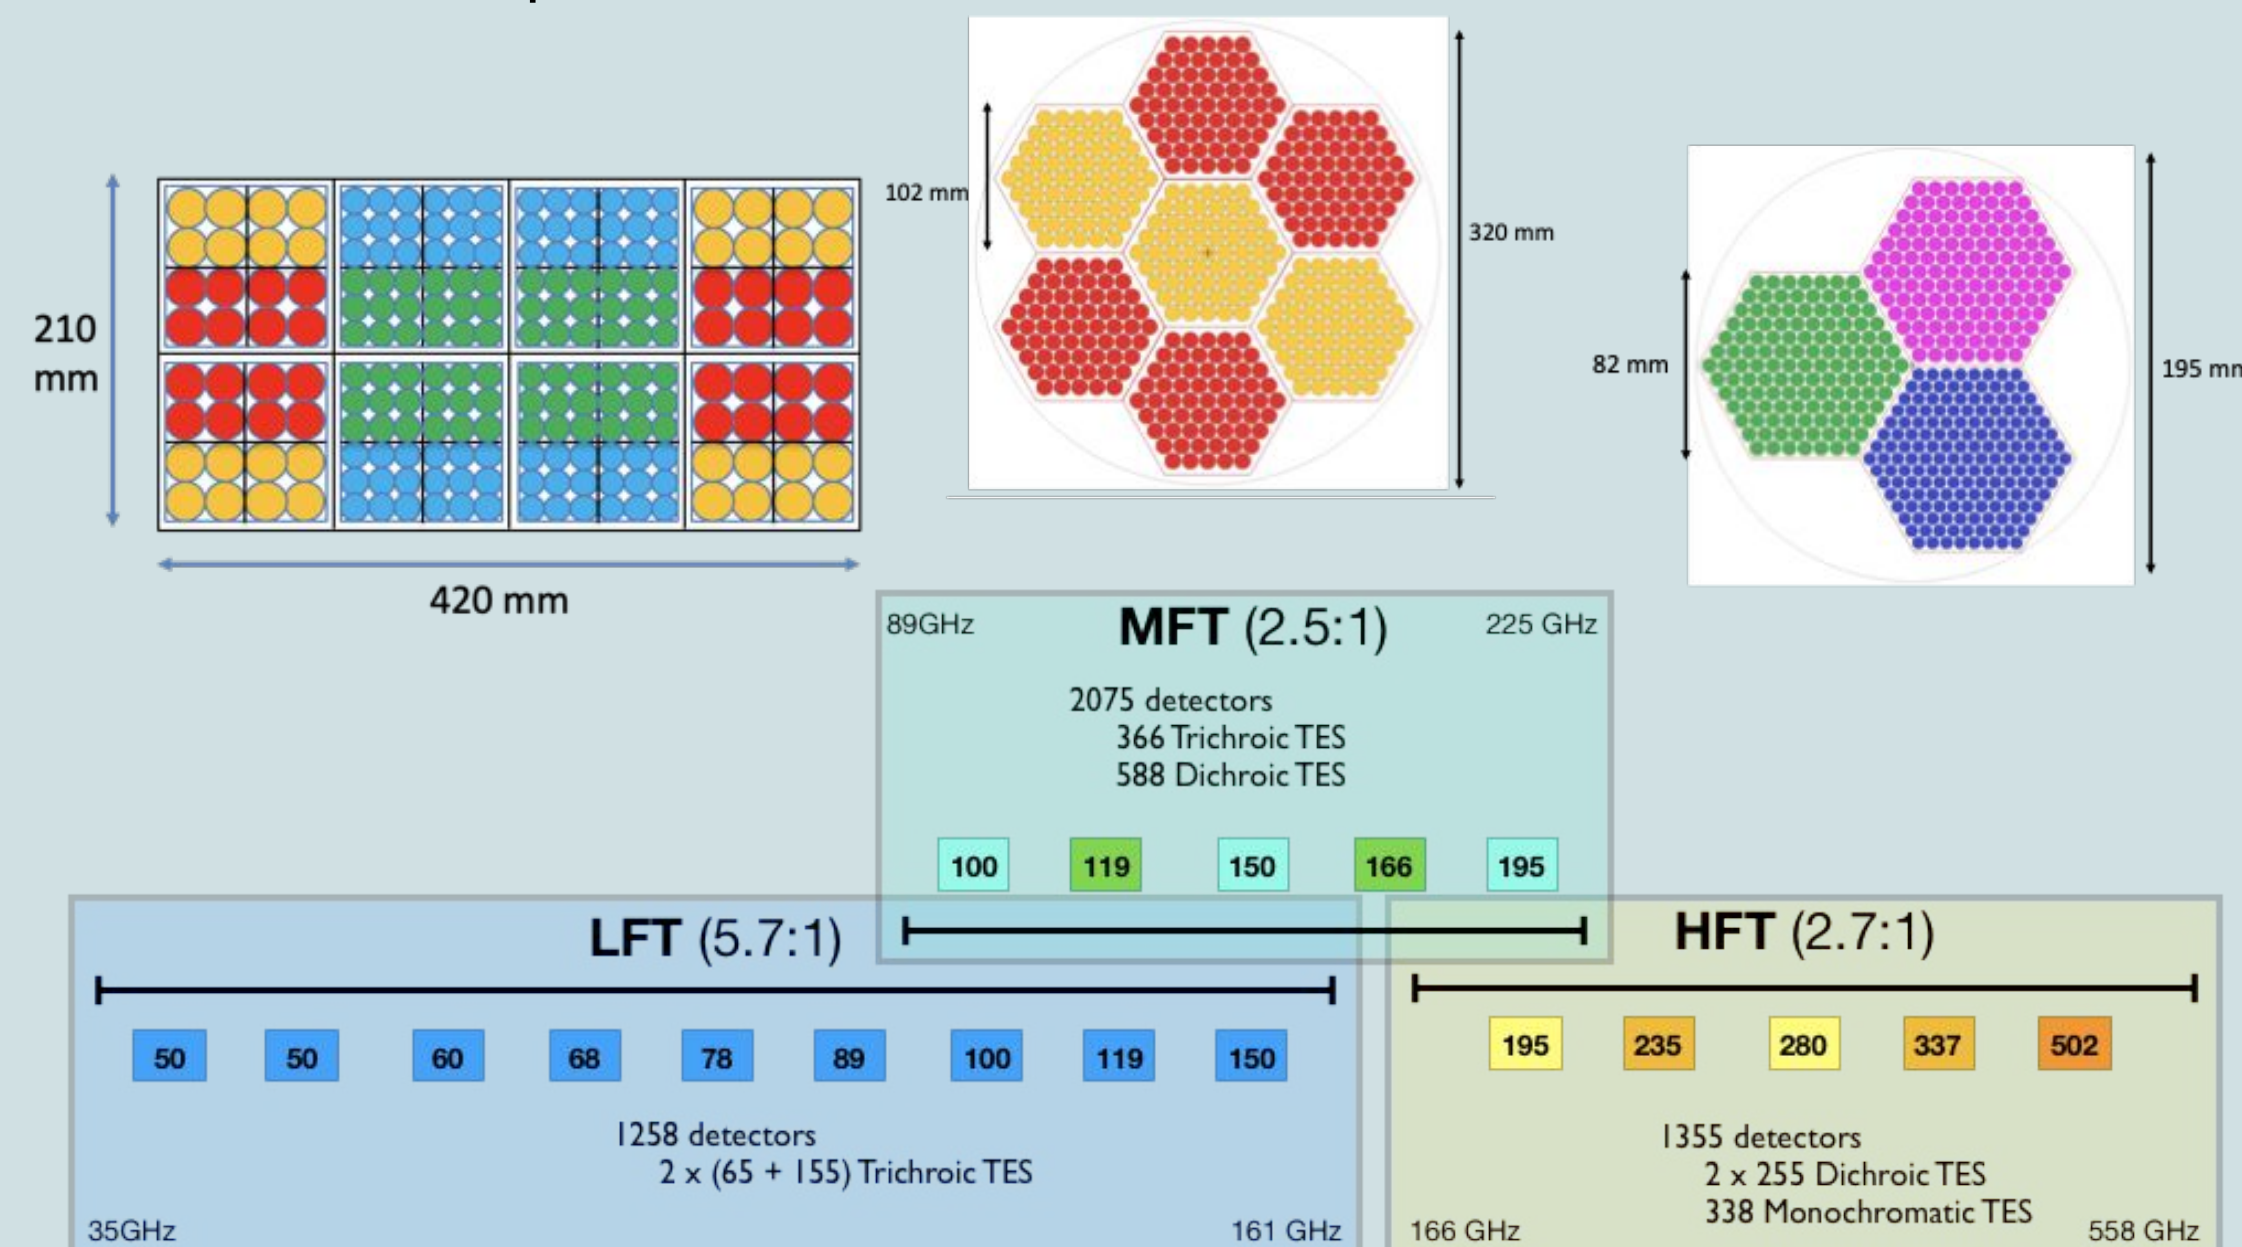 210
mm
420 mm
102 mm
320 mm
82 mm
195 mm
89GHz
MFT (2.5:1)
225 GHz
2075 detectors
366 Trichroic TES
588 Dichroic TES
100
119
150
166
195
LFT (5.7:1)
50
50
60
68
78
89
100
119
150
1258 detectors
2 x (65 + 155) Trichroic TES
35GHz
161 GHz
HFT (2.7:1)
195
235
280
337
502
1355 detectors
2 x 255 Dichroic TES
338 Monochromatic TES
166 GHz
558 GHz